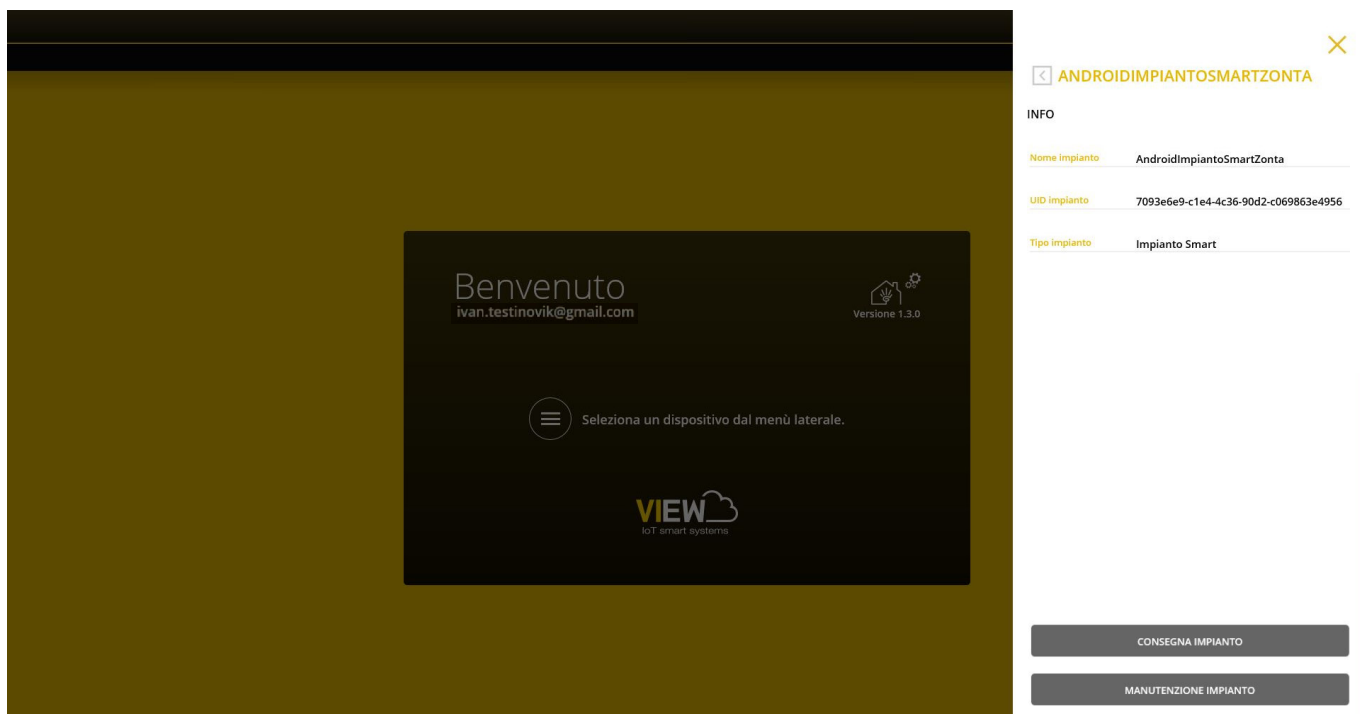 ANDROIDIMPIANTOSMARTZONTA
INFO
Nome impianto AndroidImpiantoSmartZonta
UID impianto 7093e6e9-c1e4-4c36-90d2-c069863e4956
Tipo impianto Impianto Smart
Benvenuto
ivan.testinovik@gmail.com
Versione 1.3.0
Seleziona un dispositivo dal menù laterale.
VIEW
IoT smart systems
CONSEGNA IMPIANTO
MANUTENZIONE IMPIANTO